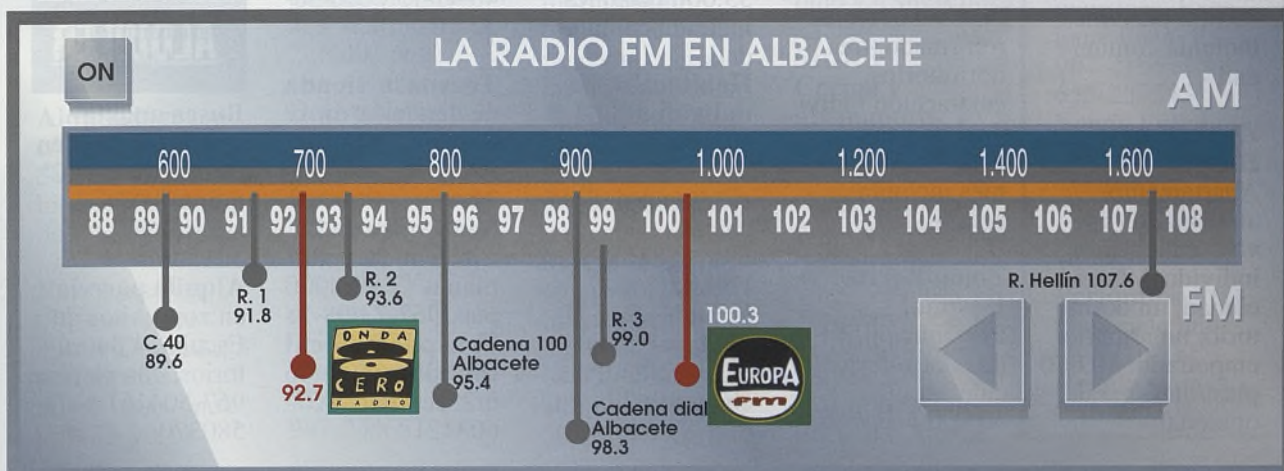 LA RADIO FM EN ALBACETE
ON
AM
600 700 800 900 1.000 1.200 1.400 1.600
88 89 90 91 92 93 94 95 96 97 98 99 100 101 102 103 104 105 106 107 108
FM
C 40
89.6
R. 1
91.8
92.7
ONDA
CERO
RADIO
R. 2
93.6
Cadena 100
Albacete
95.4
Cadena dial
Albacete
98.3
R. 3
99.0
100.3
EUROPA
fm
R. Hellín 107.6